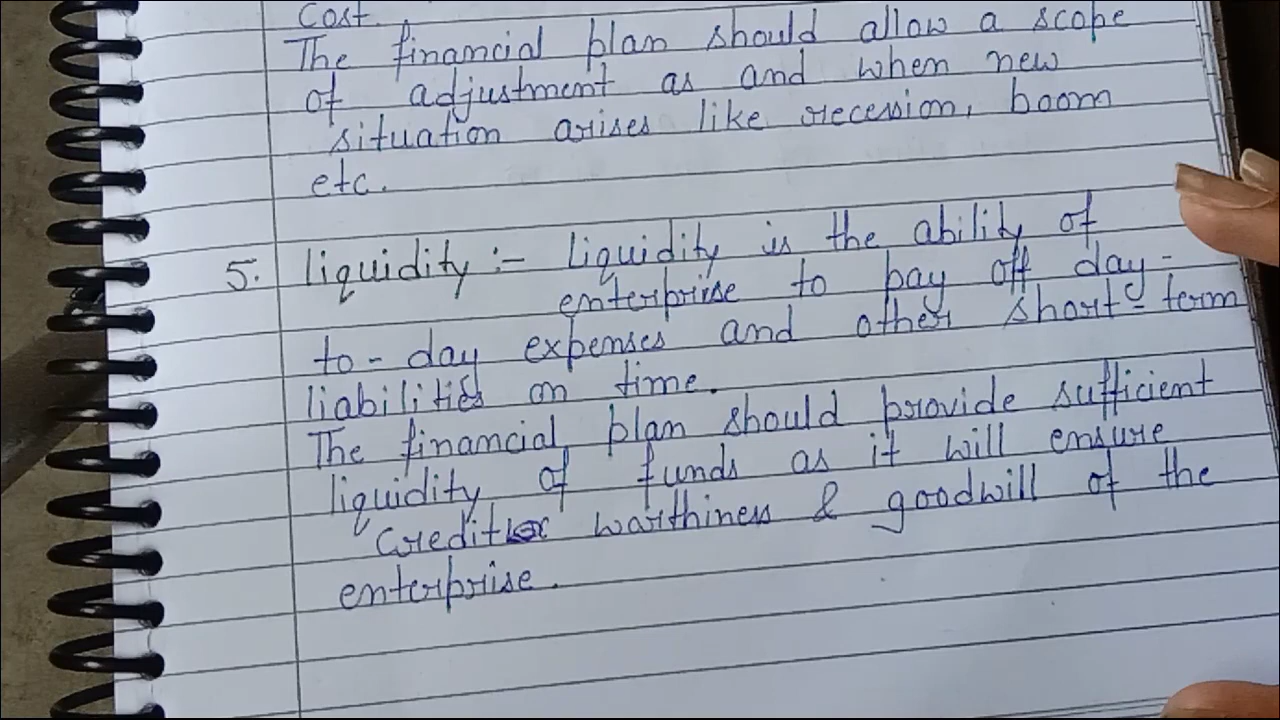 Cost.
The financial plan should allow a scope
of adjustment as and when new
situation arises like recession, boom
etc.
5. liquidity :- liquidity is the ability of
enterprise to pay off day-
to-day expenses and other short-term
liabilities on time.
The financial plan should provide sufficient
liquidity of funds as it will ensure
credit worthiness & goodwill of the
enterprise.